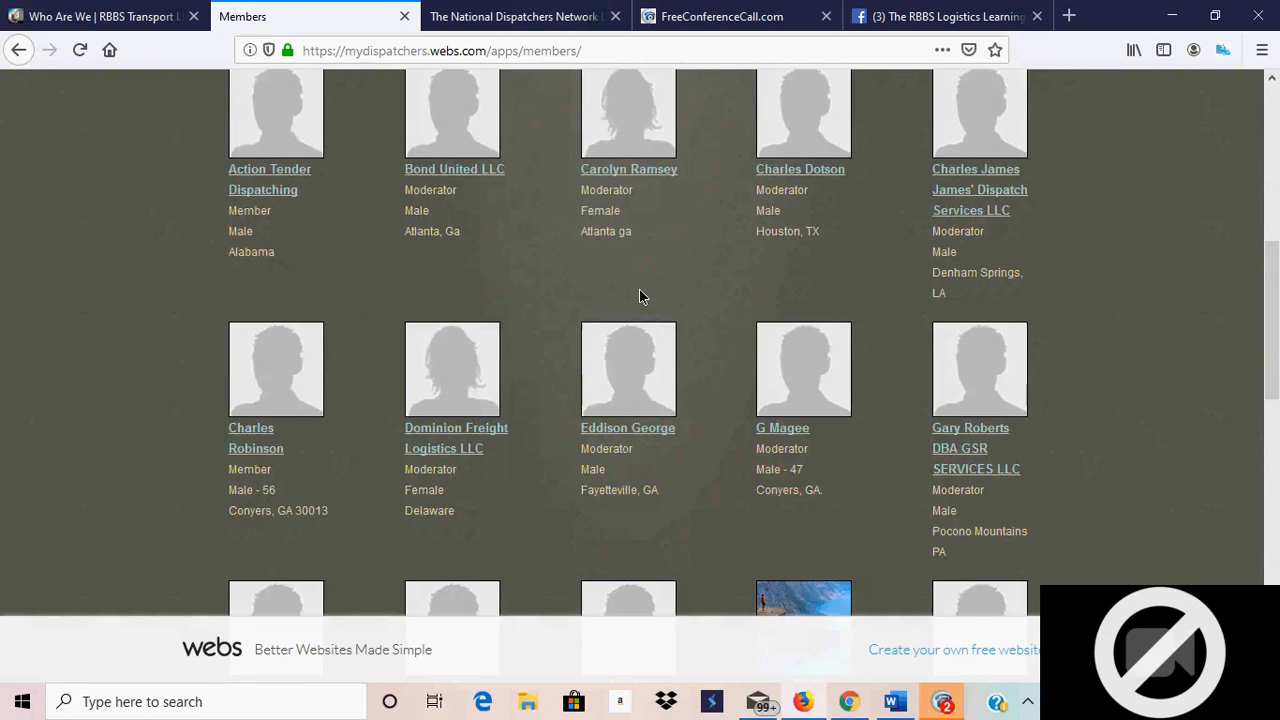 Who Are We | RBBS Transport L
Members
The National Dispatchers Network
FreeConferenceCall.com
(3) The RBBS Logistics Learning
https://mydispatchers.webs.com/apps/members/
Action Tender
Dispatching
Member
Male
Alabama
Bond United LLC
Moderator
Male
Atlanta, Ga
Carolyn Ramsey
Moderator
Female
Atlanta ga
Charles Dotson
Moderator
Male
Houston, TX
Charles James
James' Dispatch
Services LLC
Moderator
Male
Denham Springs,
LA
Charles
Robinson
Member
Male - 56
Conyers, GA 30013
Dominion Freight
Logistics LLC
Moderator
Female
Delaware
Eddison George
Moderator
Male
Fayetteville, GA
G Magee
Moderator
Male - 47
Conyers, GA.
Gary Roberts
DBA GSR
SERVICES LLC
Moderator
Male
Pocono Mountains
PA
webs Better Websites Made Simple
Create your own free website
Type here to search
a
99+
2